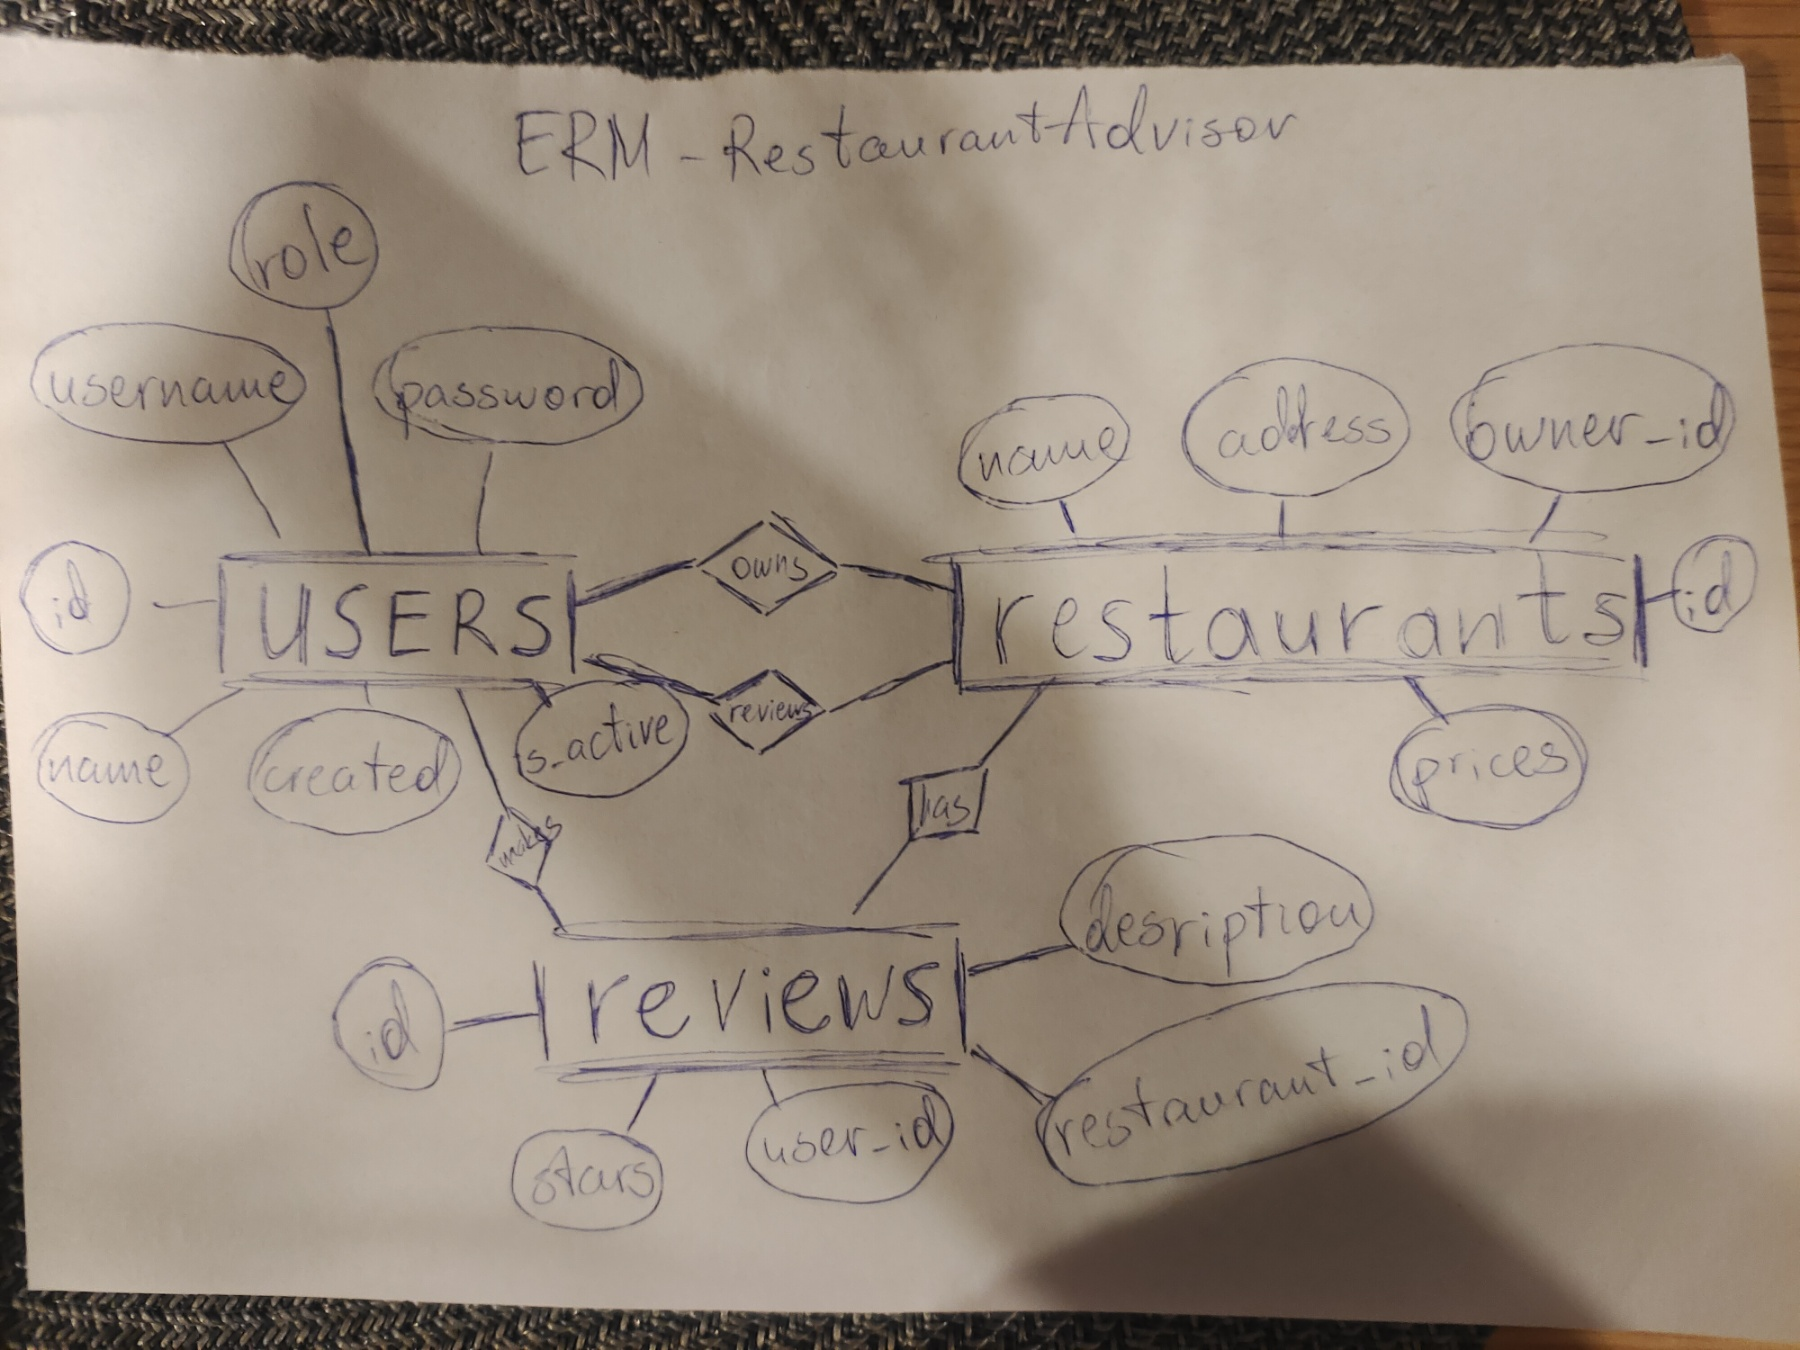 ERM - RestaurantAdvisor
role
username
password
name
address
owner_id
id
USERS
owns
restaurants
id
name
created
s_active
reviews
prices
makes
has
desription
id
reviews
stars
user_id
restaurant_id